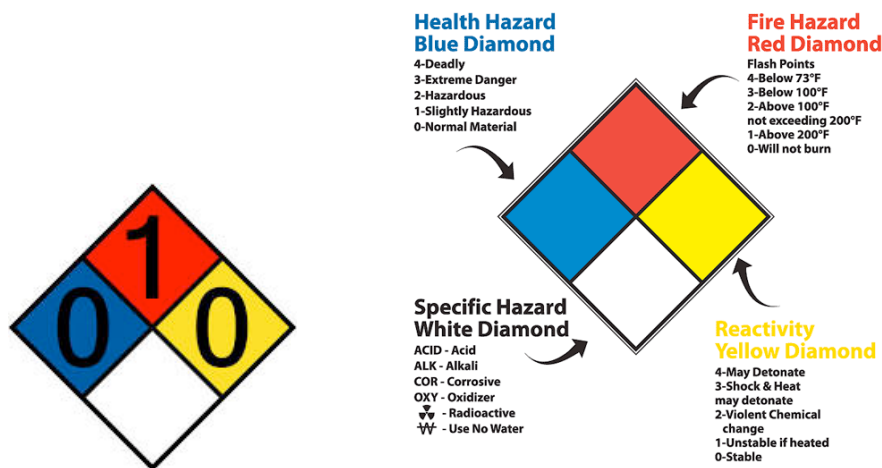 1
0
0
Health Hazard
Blue Diamond
4-Deadly
3-Extreme Danger
2-Hazardous
1-Slightly Hazardous
0-Normal Material
Fire Hazard
Red Diamond
Flash Points
4-Below 73°F
3-Below 100°F
2-Above 100°F
not exceeding 200°F
1-Above 200°F
0-Will not burn
Specific Hazard
White Diamond
ACID - Acid
ALK - Alkali
COR - Corrosive
OXY - Oxidizer
☢ - Radioactive
W - Use No Water
Reactivity
Yellow Diamond
4-May Detonate
3-Shock & Heat
may detonate
2-Violent Chemical
change
1-Unstable if heated
0-Stable